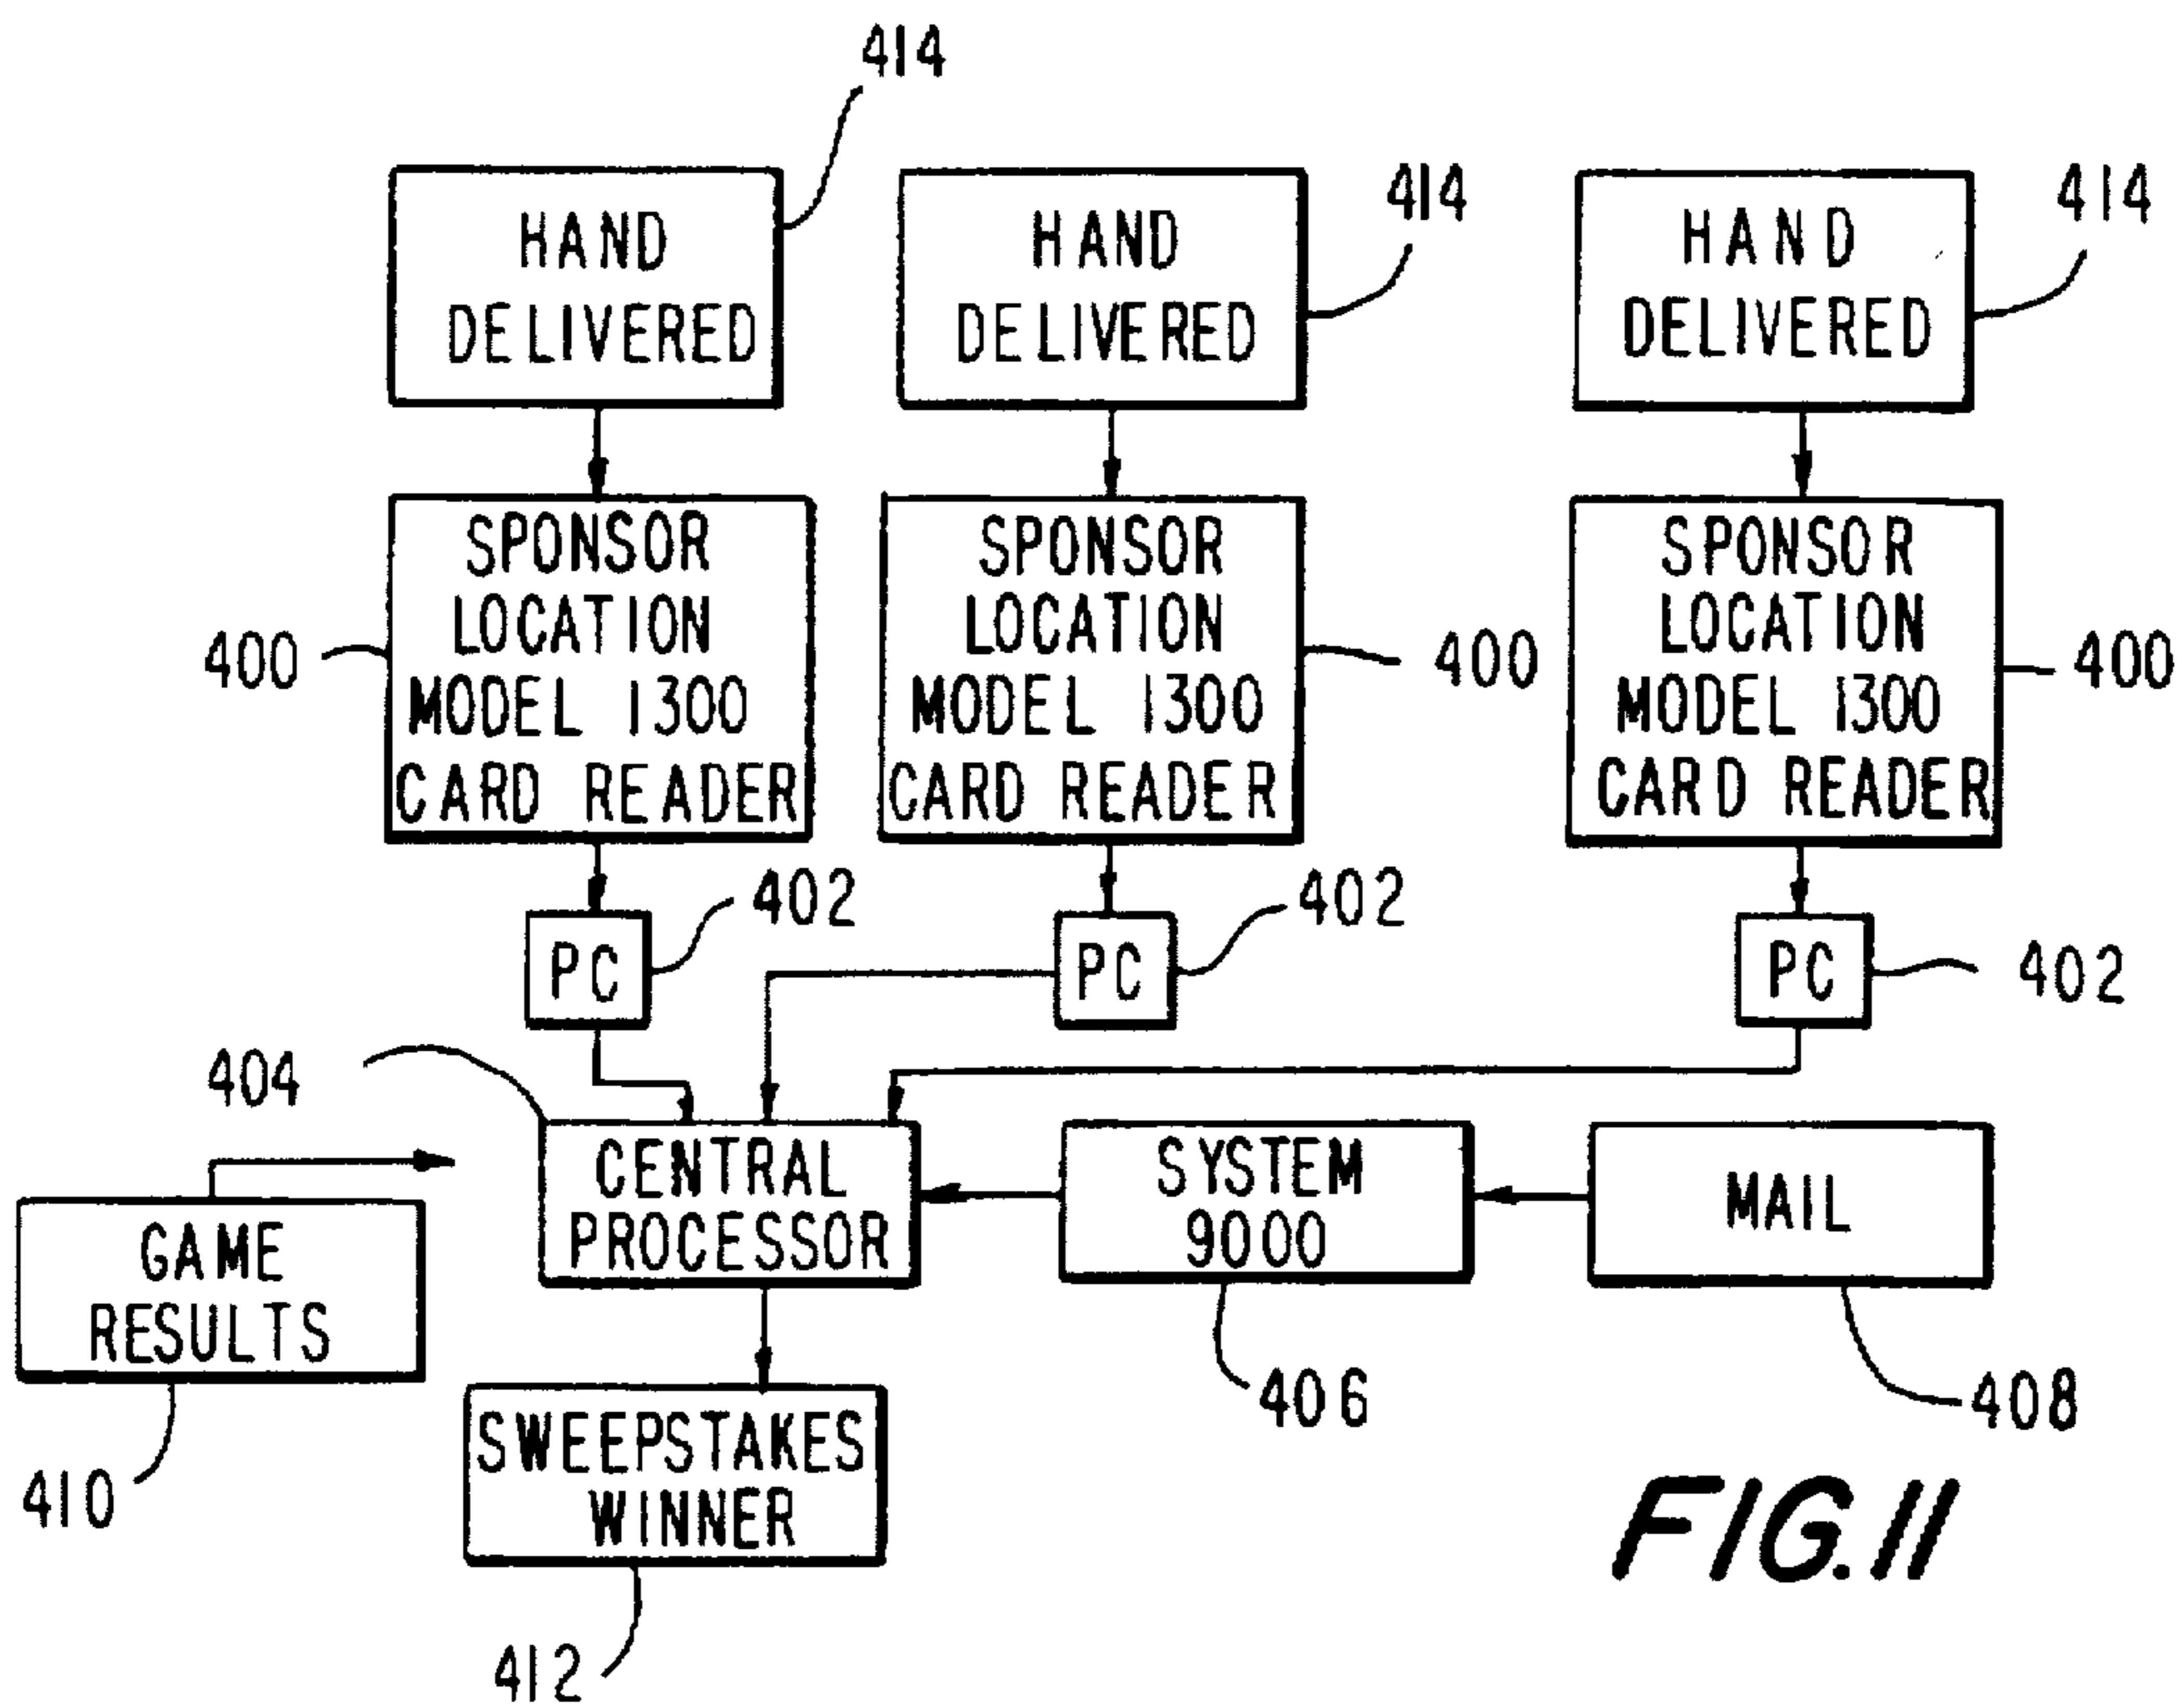 414
HAND
DELIVERED
HAND
DELIVERED
414
HAND
DELIVERED
414
SPONSOR
LOCATION
MODEL 1300
CARD READER
400
SPONSOR
LOCATION
MODEL 1300
CARD READER
400
SPONSOR
LOCATION
MODEL 1300
CARD READER
400
PC
402
PC
402
PC
402
404
CENTRAL
PROCESSOR
SYSTEM
9000
MAIL
GAME
RESULTS
406
408
SWEEPSTAKES
WINNER
410
412
FIG.11